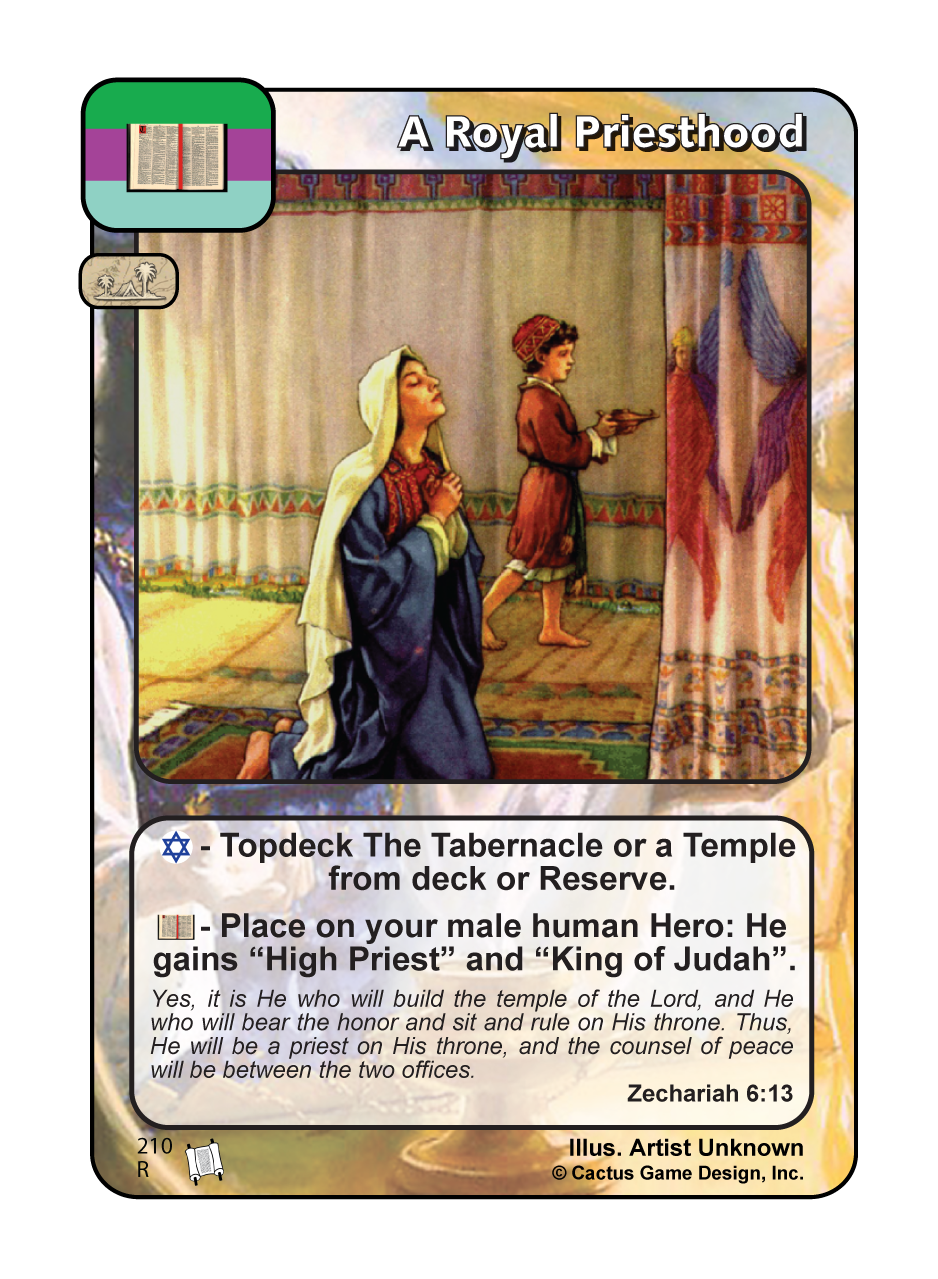 A Royal Priesthood
- Topdeck The Tabernacle or a Temple
from deck or Reserve.
- Place on your male human Hero: He
gains “High Priest” and “King of Judah”.
Yes, it is He who will build the temple of the Lord, and He
who will bear the honor and sit and rule on His throne. Thus,
He will be a priest on His throne, and the counsel of peace
will be between the two offices.
Zechariah 6:13
210
R
Illus. Artist Unknown
© Cactus Game Design, Inc.